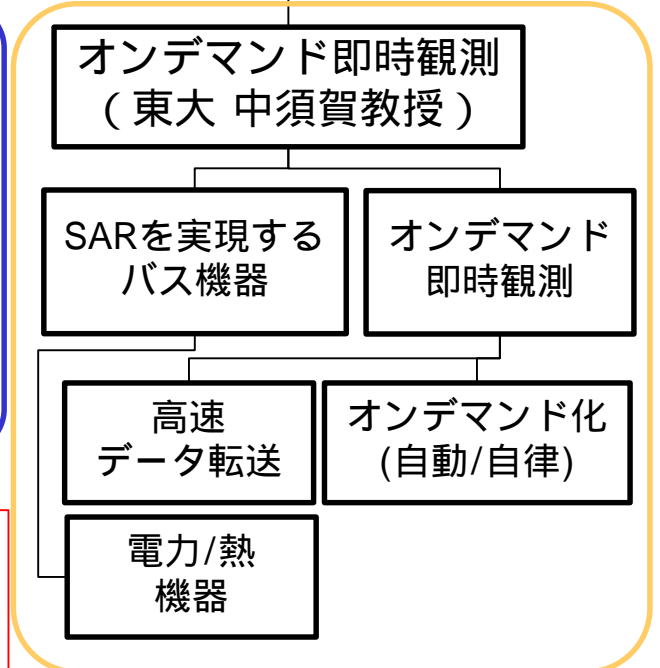 オンデマンド即時観測
(東大 中須賀教授)
SARを実現する
バス機器
オンデマンド
即時観測
高速
データ転送
オンデマンド化
(自動/自律)
電力/熱
機器